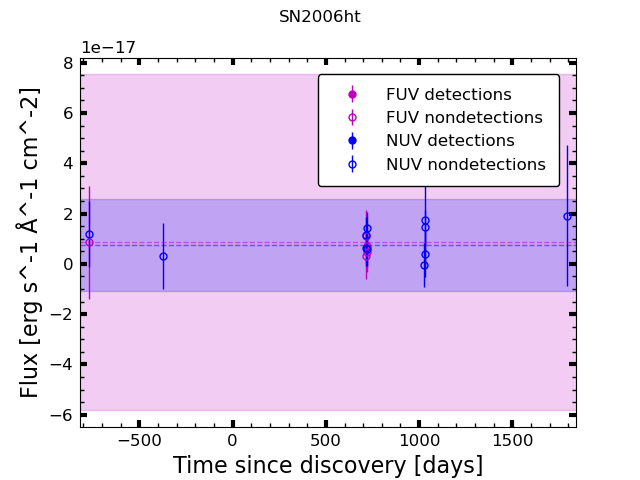 SN2006ht
1e−17
8
6
4
2
0
−2
−4
−6
Flux [erg s^-1 Å^-1 cm^-2]
FUV detections
FUV nondetections
NUV detections
NUV nondetections
−500 0 500 1000 1500
Time since discovery [days]